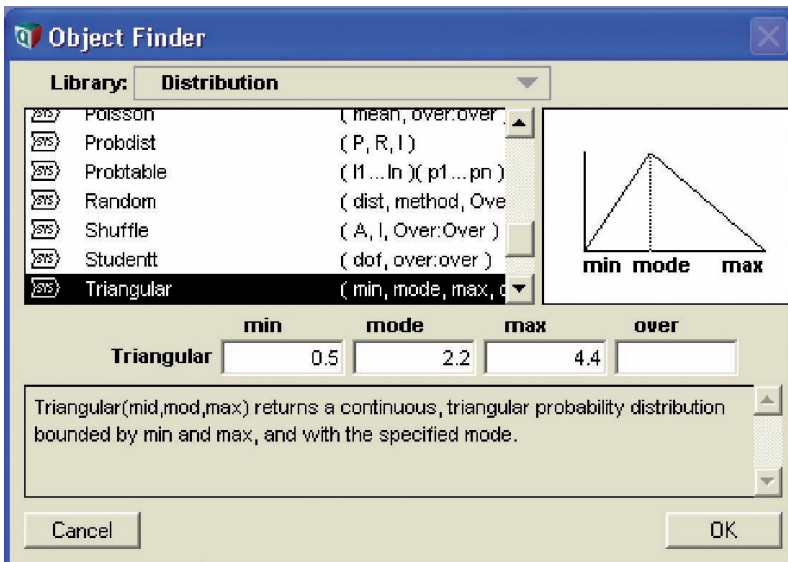 Object Finder
Library: Distribution
Poisson ( mean, over:over )
Probdist ( P, R, I )
Probtable ( l1...ln )( p1...pn )
Random ( dist, method, Ove
Shuffle ( A, I, Over:Over )
Studentt ( dof, over:over )
Triangular ( min, mode, max,
min mode max
min mode max over
Triangular 0.5 2.2 4.4
Triangular(mid,mod,max) returns a continuous, triangular probability distribution
bounded by min and max, and with the specified mode.
Cancel OK